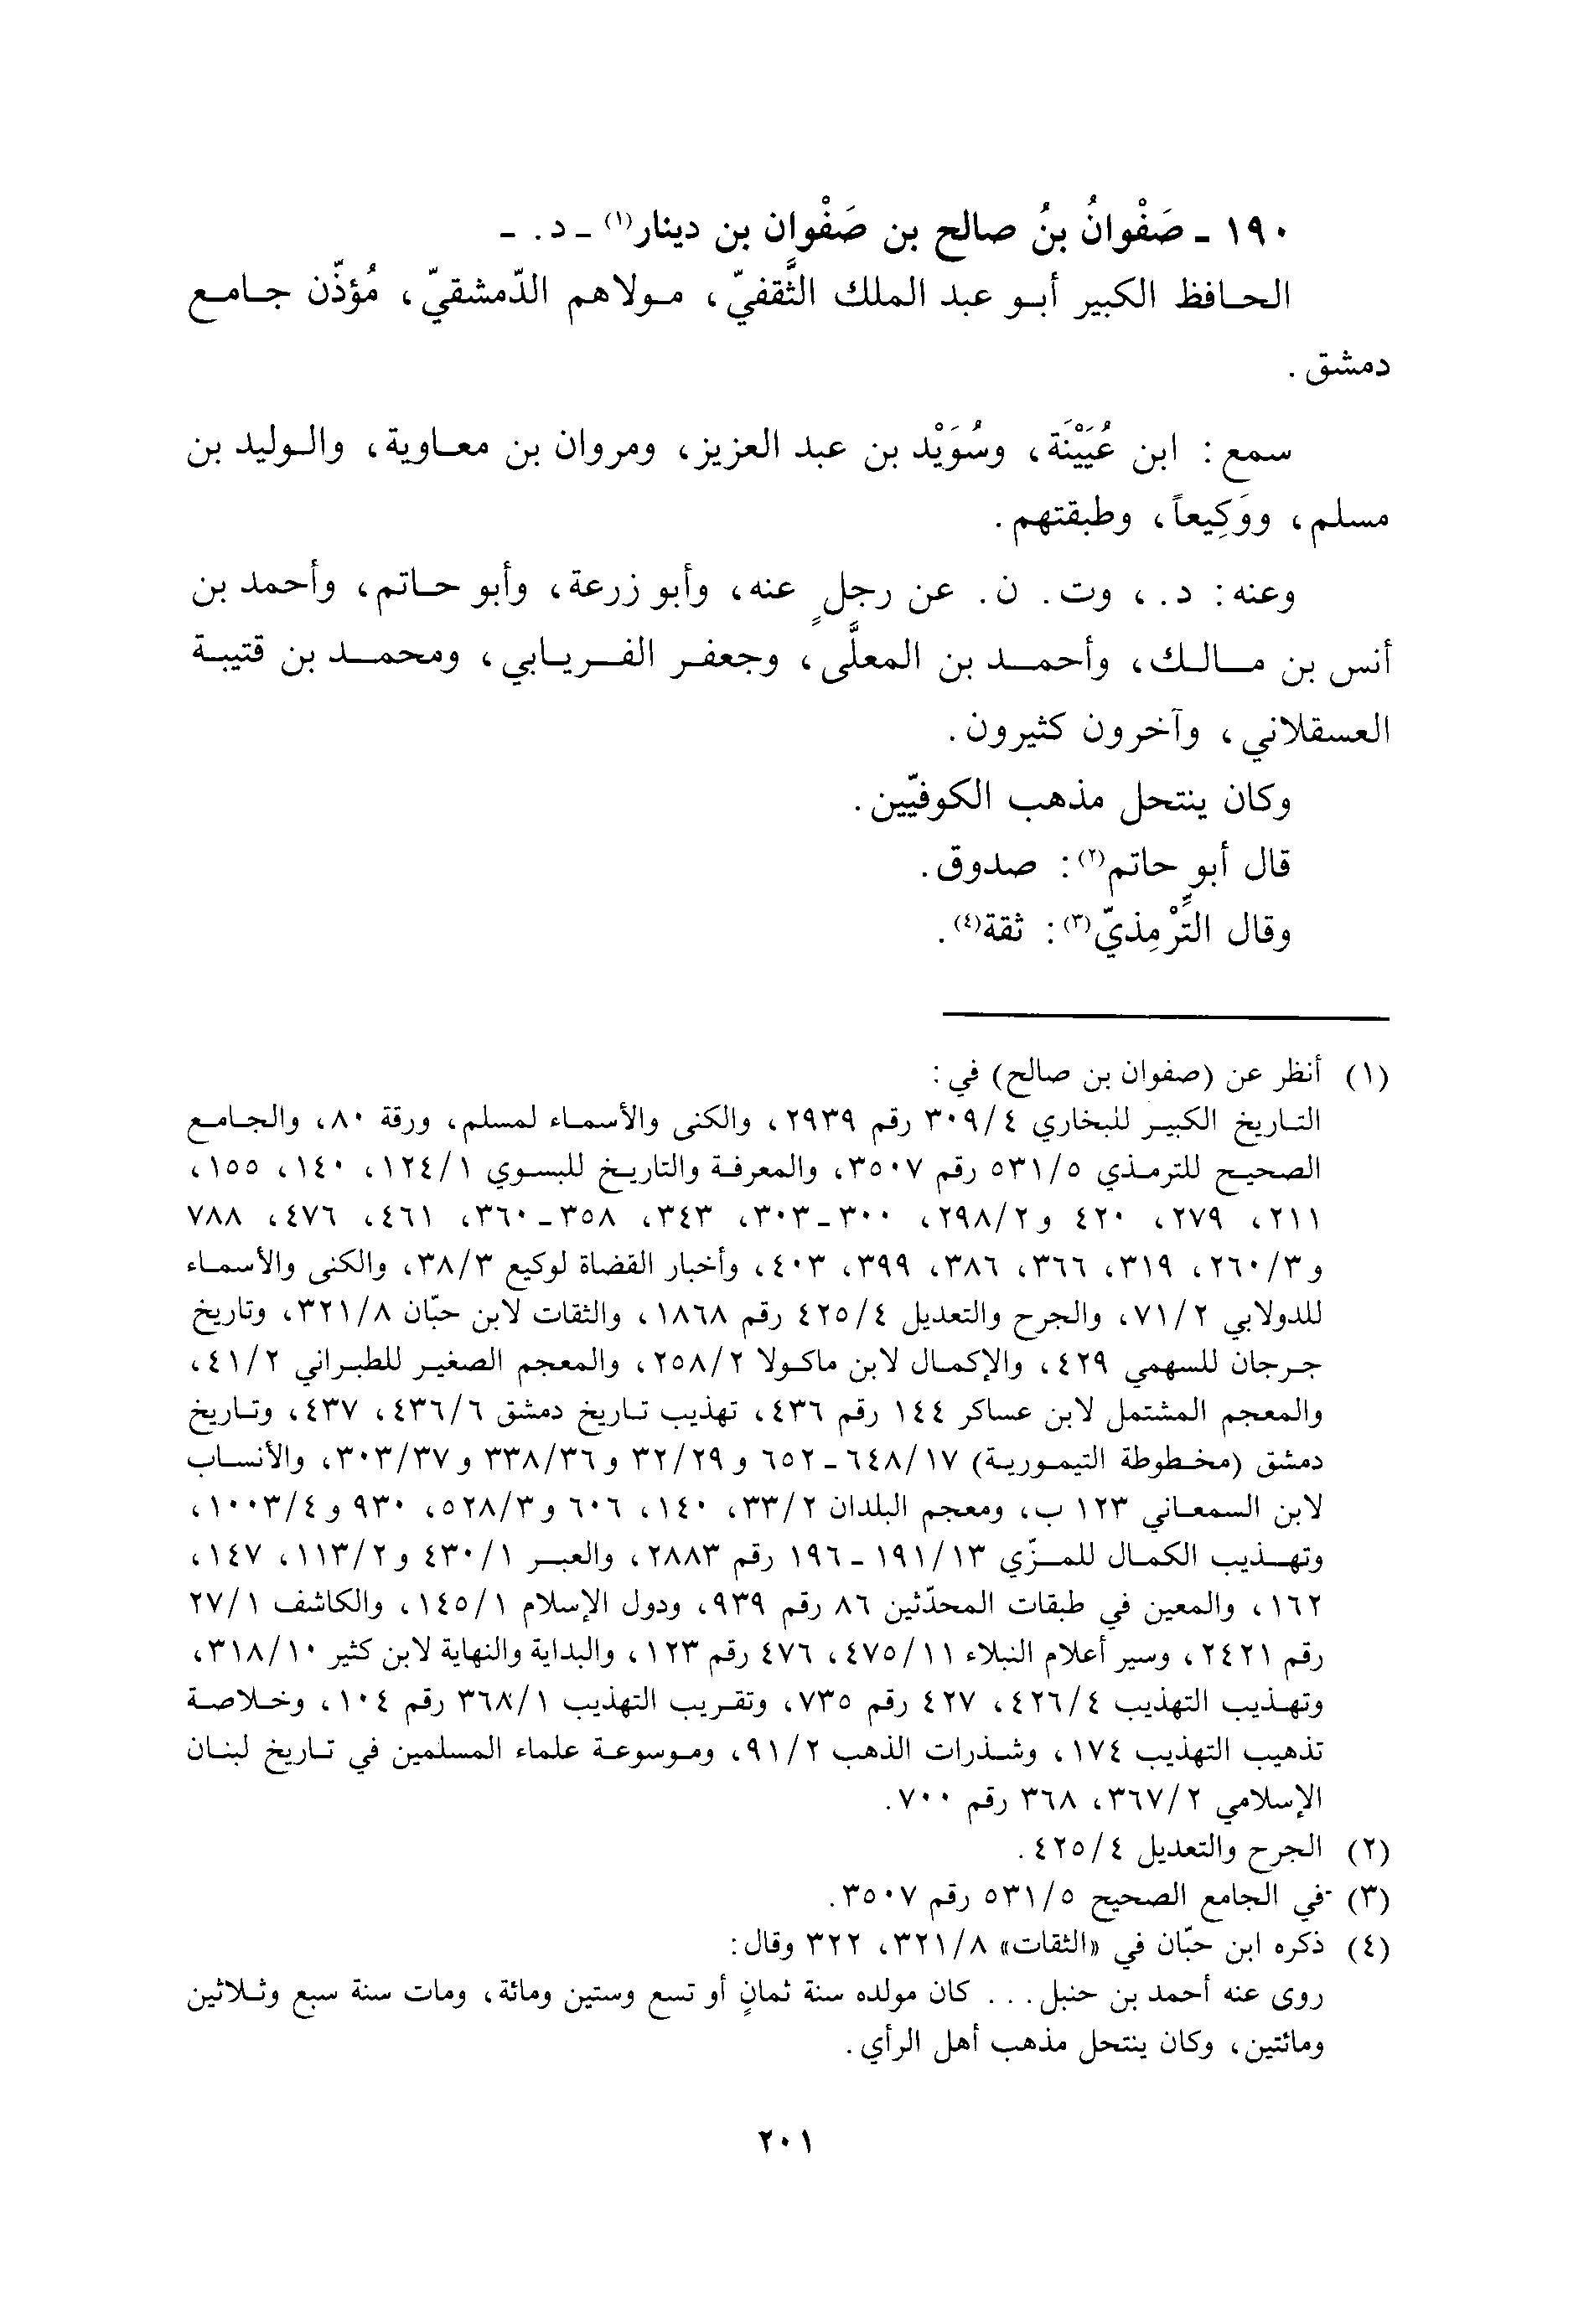 ١٩٠ - صَفْوانُ بنُ صالح بن صَفْوان بن دينار(١) - د. -
الحافظ الكبير أبو عبد الملك الثَّقفيّ، مولاهم الدّمشقيّ، مُؤذّن جامع
دمشق.
سمع: ابن عُيَيْنَة، وسُوَيْد بن عبد العزيز، ومروان بن معاوية، والوليد بن
مسلم، ووَكِيعاً، وطبقتهم.
وعنه: د.، وت. ن. عن رجلٍ عنه، وأبو زرعة، وأبو حاتم، وأحمد بن
أنس بن مالك، وأحمد بن المعلَّى، وجعفر الفريابي، ومحمد بن قتيبة
العسقلاني، وآخرون كثيرون.
وكان ينتحل مذهب الكوفيّين.
قال أبو حاتم(٢): صدوق.
وقال التِّرْمِذيّ(٣): ثقة(٤).
(١) أنظر عن (صفوان بن صالح) في:
التاريخ الكبير للبخاري ٣٠٩/٤ رقم ٢٩٣٩، والكنى والأسماء لمسلم، ورقة ٨٠، والجامع
الصحيح للترمذي ٥٣١/٥ رقم ٣٥٠٧، والمعرفة والتاريخ للبسوي ١٢٤/١، ١٤٠، ١٥٥،
٢١١، ٢٧٩، ٤٢٠ و٢٩٨/٢، ٣٠٠-٣٠٣، ٣٤٣، ٣٥٨-٣٦٠، ٤٦١، ٤٧٦، ٧٨٨
و٢٦٠/٣، ٣١٩، ٣٦٦، ٣٨٦، ٣٩٩، ٤٠٣، وأخبار القضاة لوكيع ٣٨/٣، والكنى والأسماء
للدولابي ٧١/٢، والجرح والتعديل ٤٢٥/٤ رقم ١٨٦٨، والثقات لابن حبّان ٣٢١/٨، وتاريخ
جرجان للسهمي ٤٢٩، والإكمال لابن ماكولا ٢٥٨/٢، والمعجم الصغير للطبراني ٤١/٢،
والمعجم المشتمل لابن عساكر ١٤٤ رقم ٤٣٦، تهذيب تاريخ دمشق ٤٣٦/٦، ٤٣٧، وتاريخ
دمشق (مخطوطة التيمورية) ٦٤٨/١٧-٦٥٢ و٣٢/٢٩ و٣٣٨/٣٦ و٣٠٣/٣٧، والأنساب
لابن السمعاني ١٢٣ ب، ومعجم البلدان ٣٣/٢، ١٤٠، ٦٠٦ و٥٢٨/٣، ٩٣٠ و١٠٠٣/٤،
وتهذيب الكمال للمزّي ١٩١/١٣-١٩٦ رقم ٢٨٨٣، والعبر ٤٣٠/١ و١١٣/٢، ١٤٧،
١٦٢، والمعين في طبقات المحدّثين ٨٦ رقم ٩٣٩، ودول الإسلام ١٤٥/١، والكاشف ٢٧/١
رقم ٢٤٢١، وسير أعلام النبلاء ٤٧٥/١١، ٤٧٦ رقم ١٢٣، والبداية والنهاية لابن كثير ٣١٨/١٠،
وتهذيب التهذيب ٤٢٦/٤، ٤٢٧ رقم ٧٣٥، وتقريب التهذيب ٣٦٨/١ رقم ١٠٤، وخلاصة
تذهيب التهذيب ١٧٤، وشذرات الذهب ٩١/٢، وموسوعة علماء المسلمين في تاريخ لبنان
الإسلامي ٣٦٧/٢، ٣٦٨ رقم ٧٠٠.
(٢) الجرح والتعديل ٤٢٥/٤.
(٣) في الجامع الصحيح ٥٣١/٥ رقم ٣٥٠٧.
(٤) ذكره ابن حبّان في «الثقات» ٣٢١/٨، ٣٢٢ وقال:
روى عنه أحمد بن حنبل... كان مولده سنة ثمانٍ أو تسع وستين ومائة، ومات سنة سبع وثلاثين
ومائتين، وكان ينتحل مذهب أهل الرأي.
٢٠١